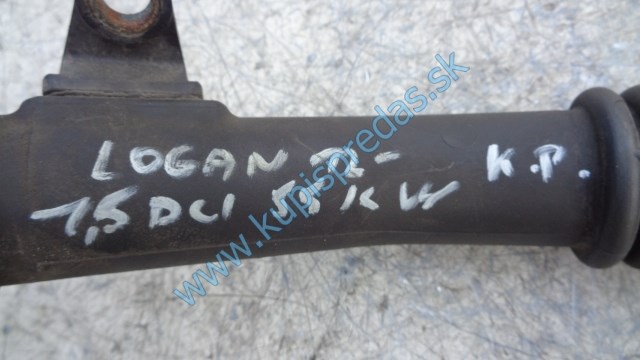 LOGAN K.P.
1,5 DCI KW
www.kupispredas.sk